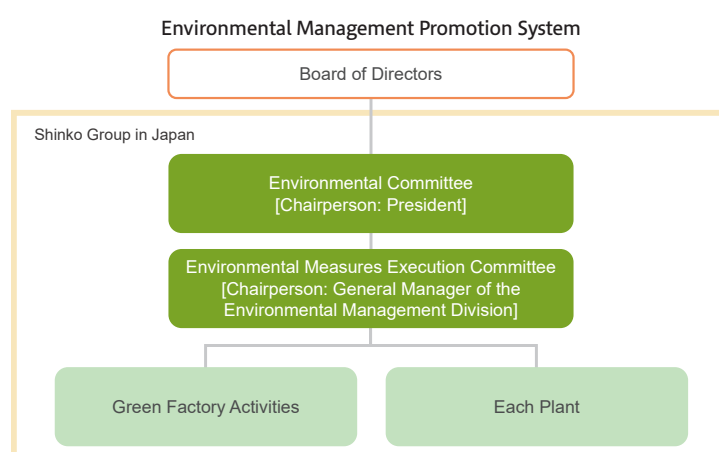 Environmental Management Promotion System
Board of Directors
Shinko Group in Japan
Environmental Committee
[Chairperson: President]
Environmental Measures Execution Committee
[Chairperson: General Manager of the
Environmental Management Division]
Green Factory Activities
Each Plant